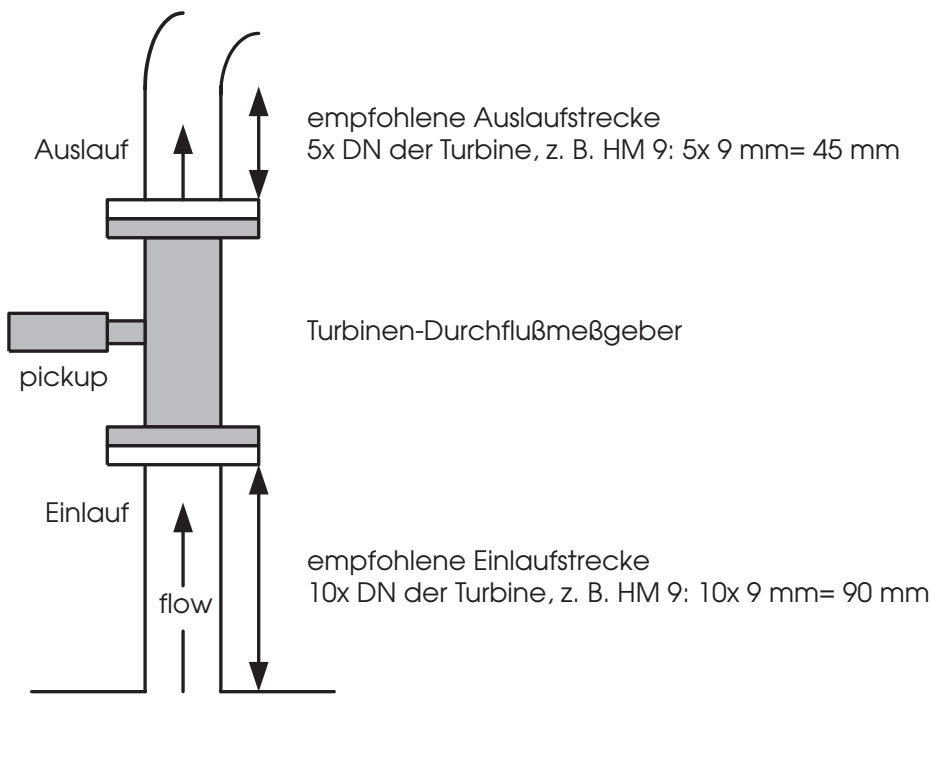 Auslauf
empfohlene Auslaufstrecke
5x DN der Turbine, z. B. HM 9: 5x 9 mm= 45 mm
Turbinen-Durchflußmeßgeber
pickup
Einlauf
flow
empfohlene Einlaufstrecke
10x DN der Turbine, z. B. HM 9: 10x 9 mm= 90 mm